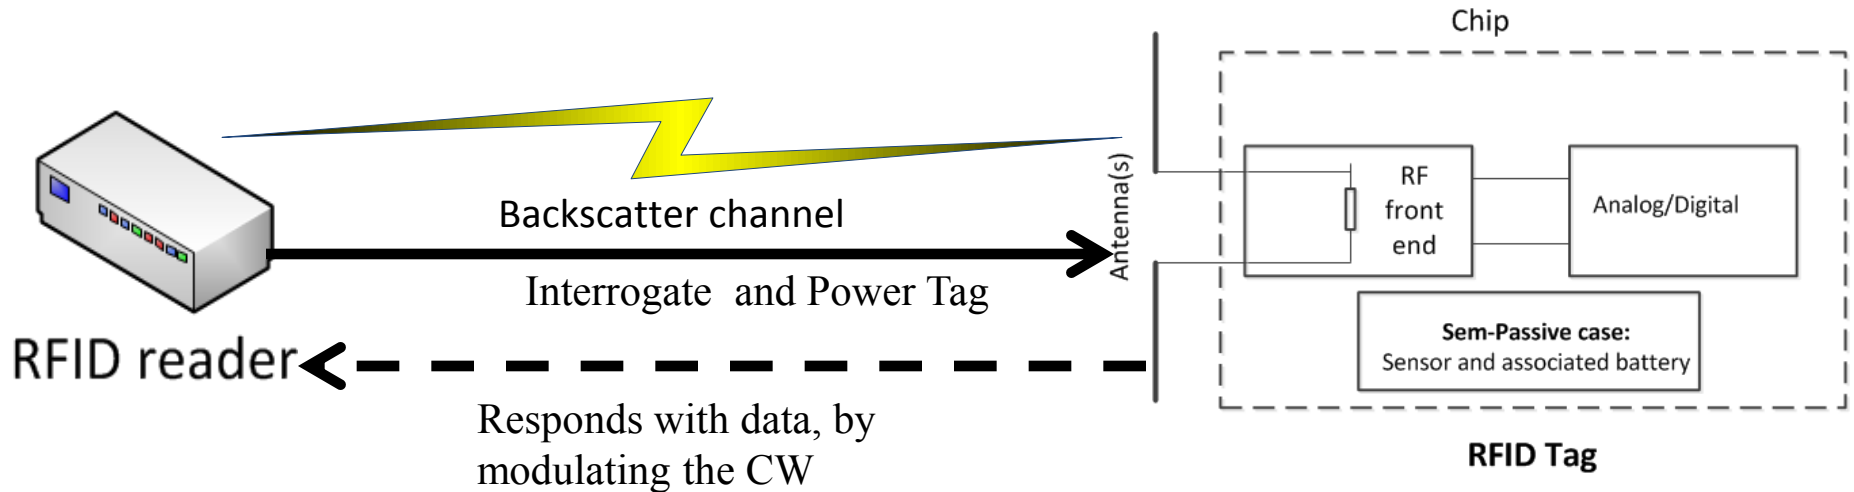 Chip
Backscatter channel
Interrogate and Power Tag
RFID reader
Responds with data, by
modulating the CW
Antenna(s)
RF
front
end
Analog/Digital
Sem-Passive case:
Sensor and associated battery
RFID Tag